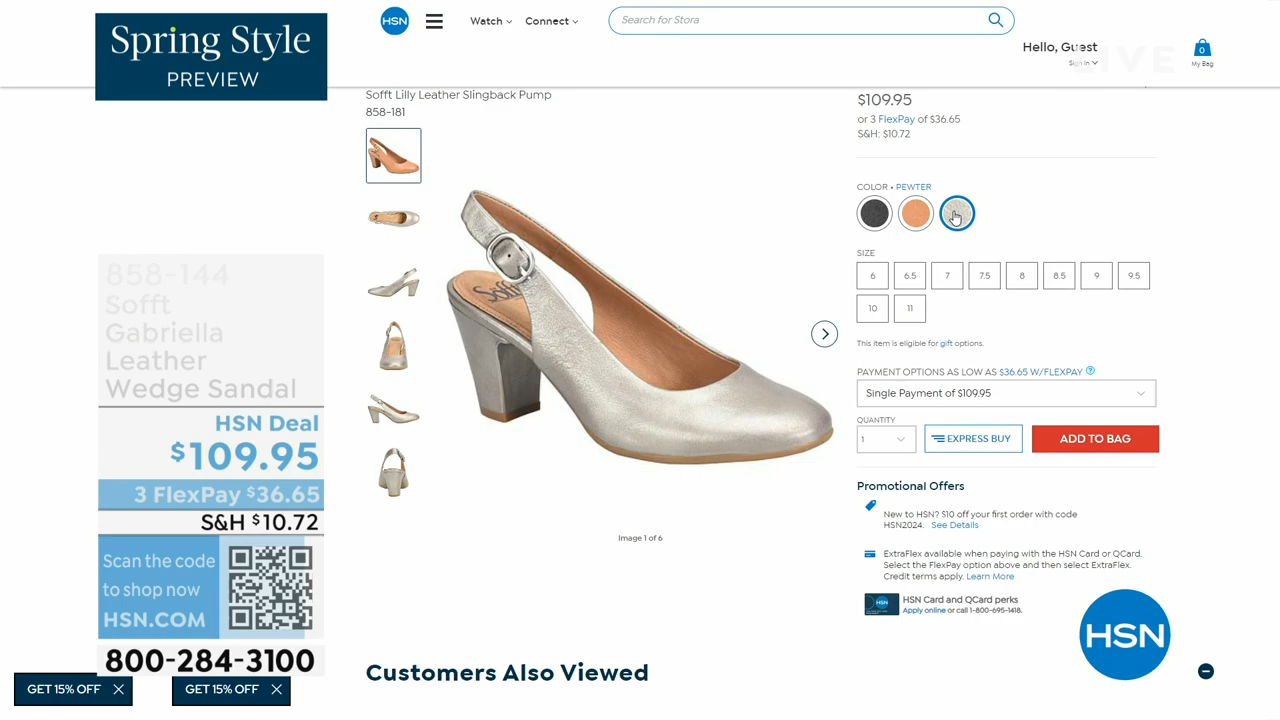 Spring Style
PREVIEW
HSN
Watch
Connect
Search for Stora
Hello, Guest
Sign In
LIVE
0
My Bag
Sofft Lilly Leather Slingback Pump
858-181
$109.95
or 3 FlexPay of $36.65
S&H: $10.72
COLOR • PEWTER
SIZE
6
6.5
7
7.5
8
8.5
9
9.5
10
11
This item is eligible for gift options.
PAYMENT OPTIONS AS LOW AS $36.65 W/FLEXPAY ?
Single Payment of $109.95
QUANTITY
1
EXPRESS BUY
ADD TO BAG
Promotional Offers
New to HSN? $10 off your first order with code
HSN2024. See Details
ExtraFlex available when paying with the HSN Card or QCard.
Select the FlexPay option above and then select ExtraFlex.
Credit terms apply. Learn More
HSN
HSN Card and QCard perks
Apply online or call 1-800-695-1418.
Sofft
Image 1 of 6
858-144
Sofft
Gabriella
Leather
Wedge Sandal
HSN Deal
$109.95
3 FlexPay $36.65
S&H $10.72
Scan the code
to shop now
HSN.COM
800-284-3100
GET 15% OFF
GET 15% OFF
Customers Also Viewed
HSN